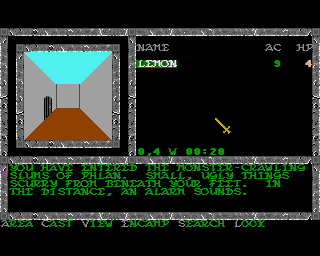 NAME AC HP
LEMON 9 4
0,4 W 00:20
YOU HAVE ENTERED THE MONSTER-CRAWLING
SLUMS OF PHLAN. SMALL, UGLY THINGS
SCURRY FROM BENEATH YOUR FEET. IN
THE DISTANCE, AN ALARM SOUNDS.
AREA CAST VIEW ENCAMP SEARCH LOOK